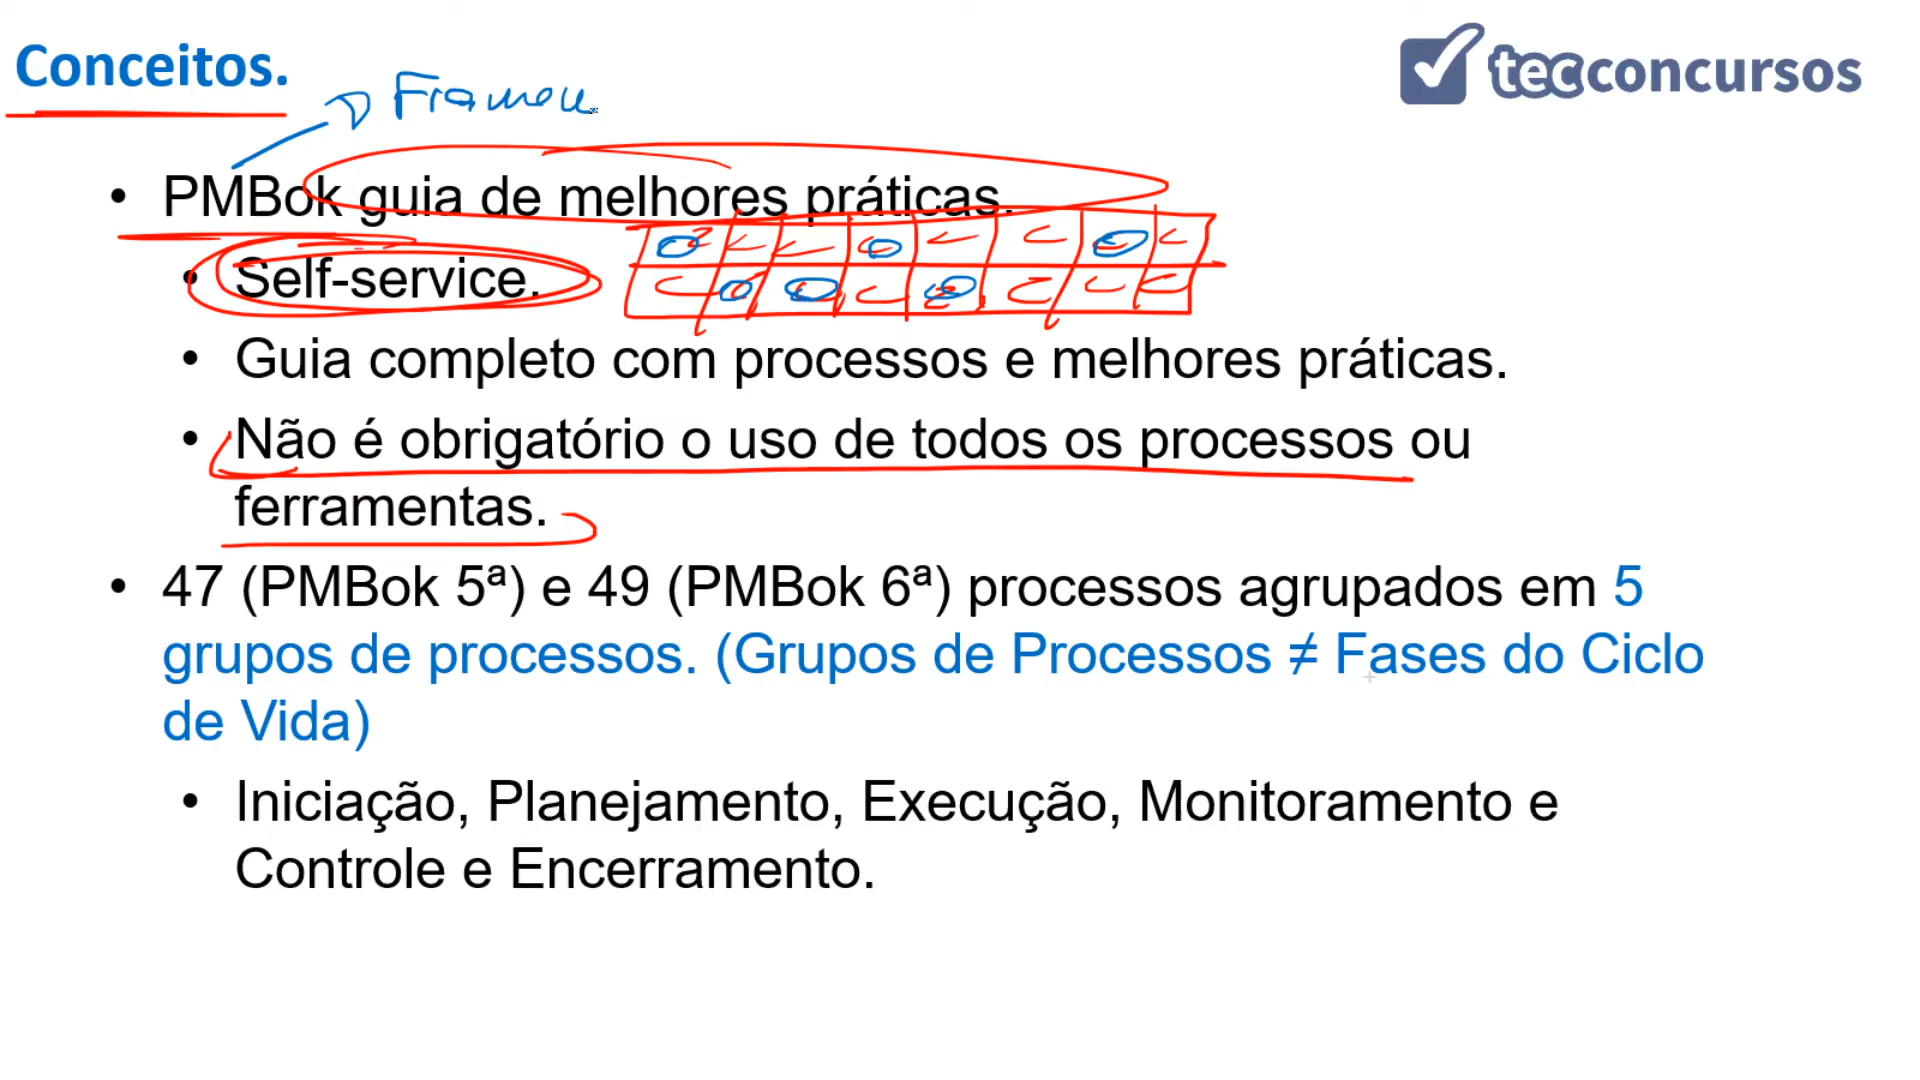 Conceitos.
tecconcursos
Framew
• PMBok guia de melhores práticas.
• Self-service.
• Guia completo com processos e melhores práticas.
• Não é obrigatório o uso de todos os processos ou
ferramentas.
• 47 (PMBok 5ª) e 49 (PMBok 6ª) processos agrupados em 5
grupos de processos. (Grupos de Processos ≠ Fases do Ciclo
de Vida)
• Iniciação, Planejamento, Execução, Monitoramento e
Controle e Encerramento.